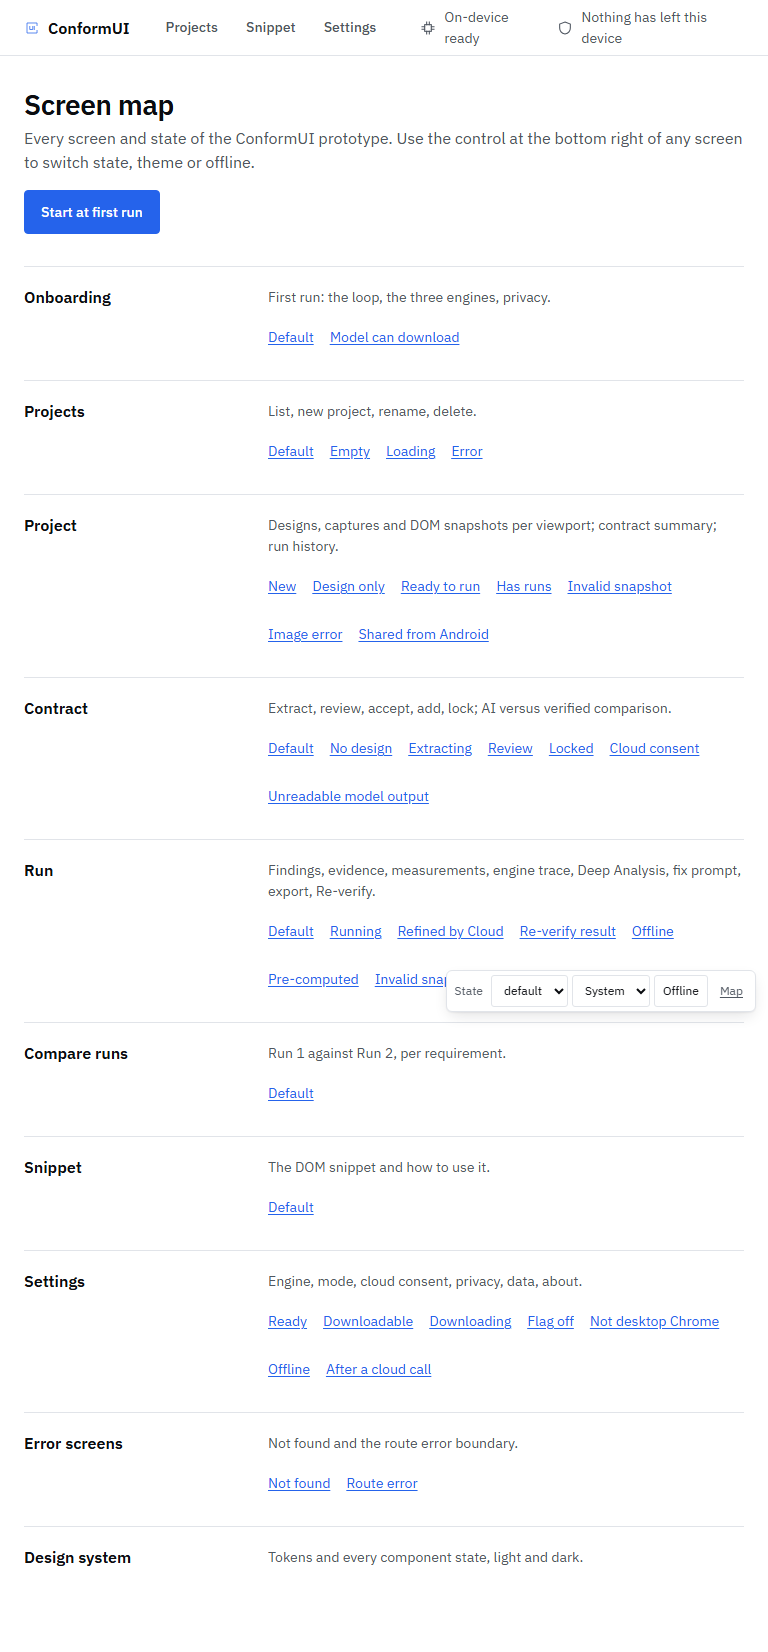 ConformUI
Projects
Snippet
Settings
On-device
ready
Nothing has left this
device
Screen map
Every screen and state of the ConformUI prototype. Use the control at the bottom right of any screen
to switch state, theme or offline.
Start at first run
Onboarding
First run: the loop, the three engines, privacy.
Default Model can download
Projects
List, new project, rename, delete.
Default Empty Loading Error
Project
Designs, captures and DOM snapshots per viewport; contract summary;
run history.
New Design only Ready to run Has runs Invalid snapshot
Image error Shared from Android
Contract
Extract, review, accept, add, lock; AI versus verified comparison.
Default No design Extracting Review Locked Cloud consent
Unreadable model output
Run
Findings, evidence, measurements, engine trace, Deep Analysis, fix prompt,
export, Re-verify.
Default Running Refined by Cloud Re-verify result Offline
Pre-computed Invalid
State default System Offline Map
Compare runs
Run 1 against Run 2, per requirement.
Default
Snippet
The DOM snippet and how to use it.
Default
Settings
Engine, mode, cloud consent, privacy, data, about.
Ready Downloadable Downloading Flag off Not desktop Chrome
Offline After a cloud call
Error screens
Not found and the route error boundary.
Not found Route error
Design system
Tokens and every component state, light and dark.